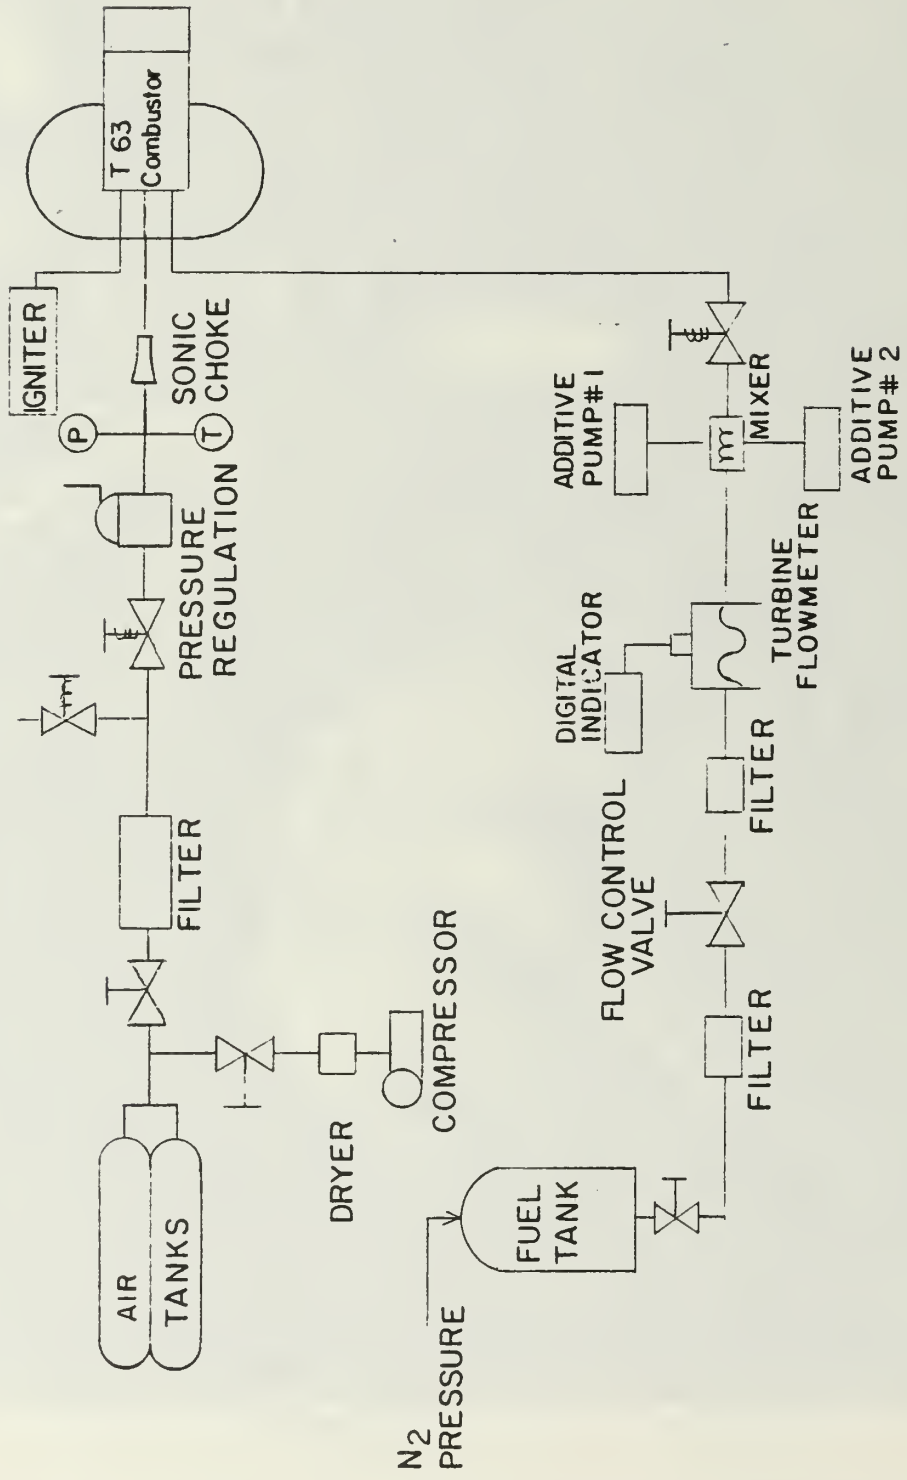 AIR
TANKS
DRYER
COMPRESSOR
FILTER
PRESSURE
REGULATION
P
T
SONIC
CHOKE
IGNITER
T 63
Combustor
N2
PRESSURE
FUEL
TANK
FILTER
FLOW CONTROL
VALVE
FILTER
DIGITAL
INDICATOR
TURBINE
FLOWMETER
ADDITIVE
PUMP#1
MIXER
ADDITIVE
PUMP#2